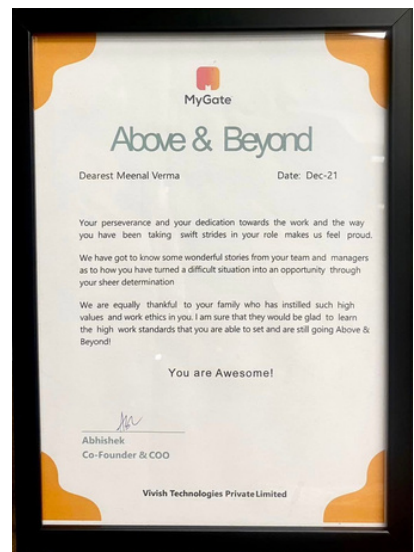 MyGate
Above & Beyond
Dearest Meenal Verma Date: Dec-21
Your perseverance and your dedication towards the work and the way
you have been taking swift strides in your role makes us feel proud.
We have got to know some wonderful stories from your team and managers
as to how you have turned a difficult situation into an opportunity through
your sheer determination
We are equally thankful to your family who has instilled such high
values and work ethics in you. I am sure that they would be glad to learn
the high work standards that you are able to set and are still going Above &
Beyond!
You are Awesome!
Abhishek
Co-Founder & COO
Vivish Technologies Private Limited